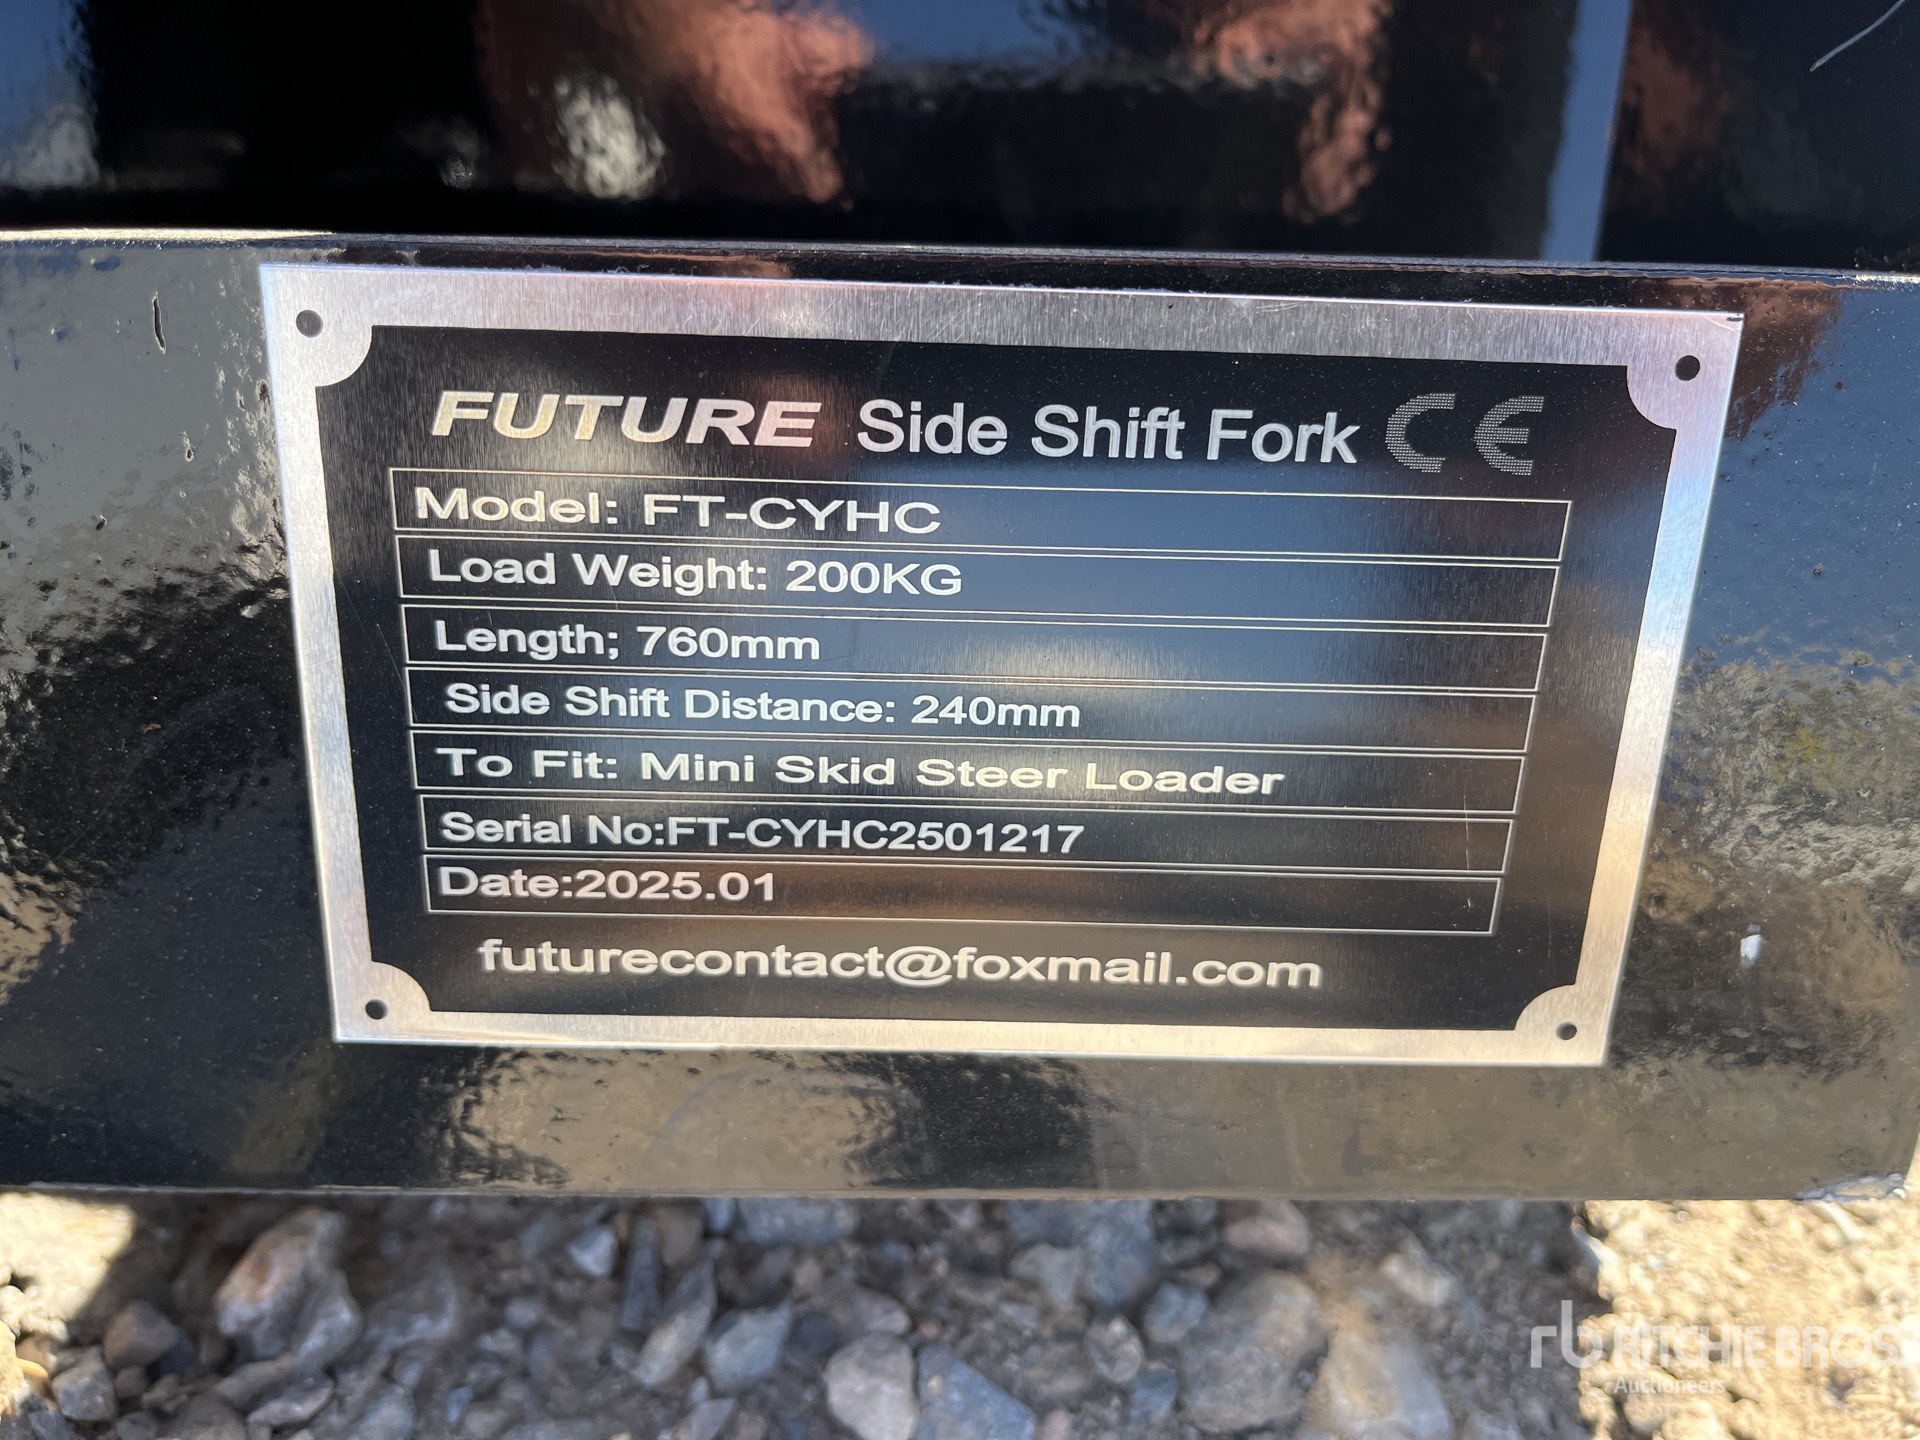 FUTURE Side Shift Fork CE
Model: FT-CYHC
Load Weight: 200KG
Length; 760mm
Side Shift Distance: 240mm
To Fit: Mini Skid Steer Loader
Serial No:FT-CYHC2501217
Date:2025.01
futurecontact@foxmail.com
rb RITCHIE BROS
Auctioneers